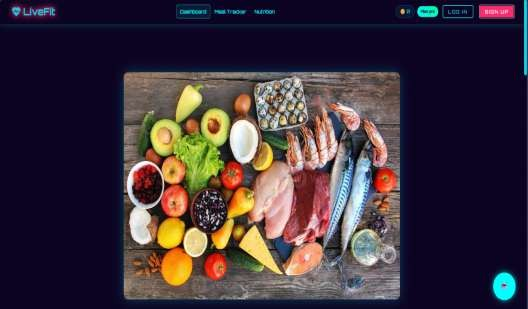 LiveFit
Dashboard
Meal Tracker
Nutrition
LOG IN
SIGN UP